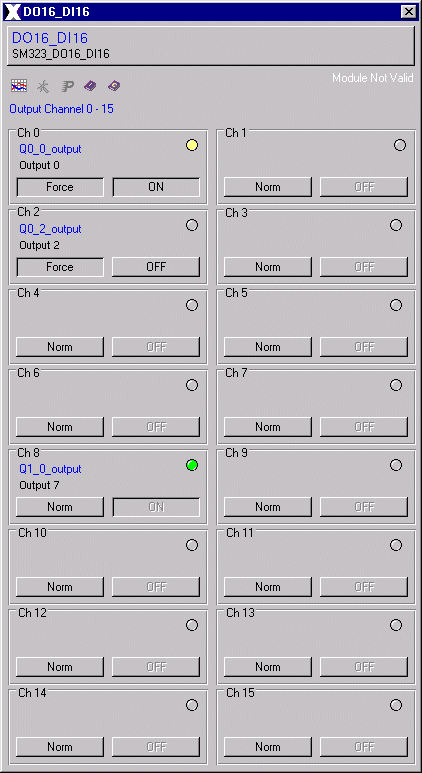 DO16_DI16
DO16_DI16
SM323_DO16_DI16
Module Not Valid
Output Channel 0 - 15
Ch 0
Q0_0_output
Output 0
Force ON
Ch 1
Norm OFF
Ch 2
Q0_2_output
Output 2
Force OFF
Ch 3
Norm OFF
Ch 4
Norm OFF
Ch 5
Norm OFF
Ch 6
Norm OFF
Ch 7
Norm OFF
Ch 8
Q1_0_output
Output 7
Norm ON
Ch 9
Norm OFF
Ch 10
Norm OFF
Ch 11
Norm OFF
Ch 12
Norm OFF
Ch 13
Norm OFF
Ch 14
Norm OFF
Ch 15
Norm OFF